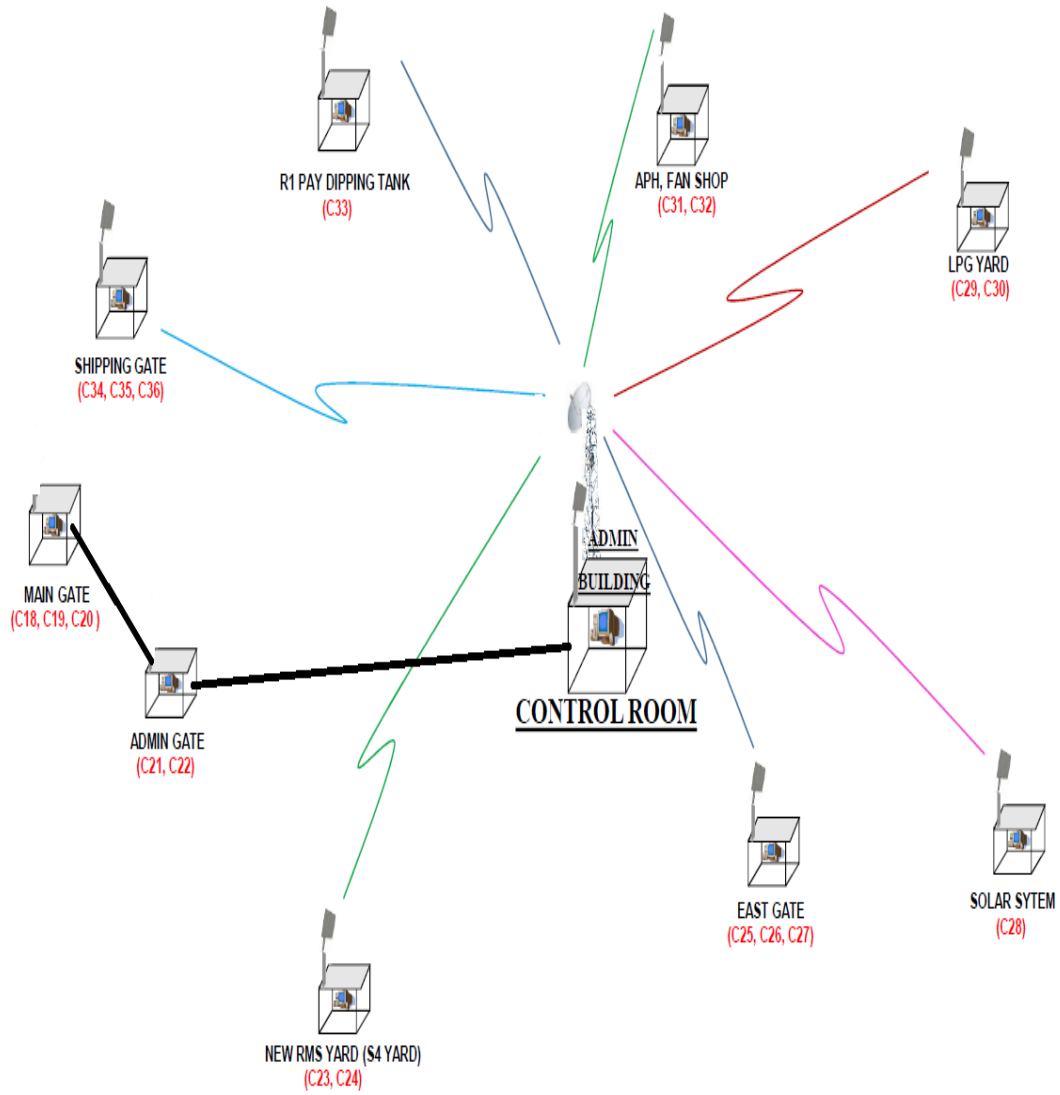 R1 PAY DIPPING TANK
(C33)
APH, FAN SHOP
(C31, C32)
LPG YARD
(C29, C30)
SHIPPING GATE
(C34, C35, C36)
ADMIN
BUILDING
MAIN GATE
(C18, C19, C20 )
CONTROL ROOM
ADMIN GATE
(C21, C22)
EAST GATE
(C25, C26, C27)
SOLAR SYTEM
(C28)
NEW RMS YARD (S4 YARD)
(C23, C24)